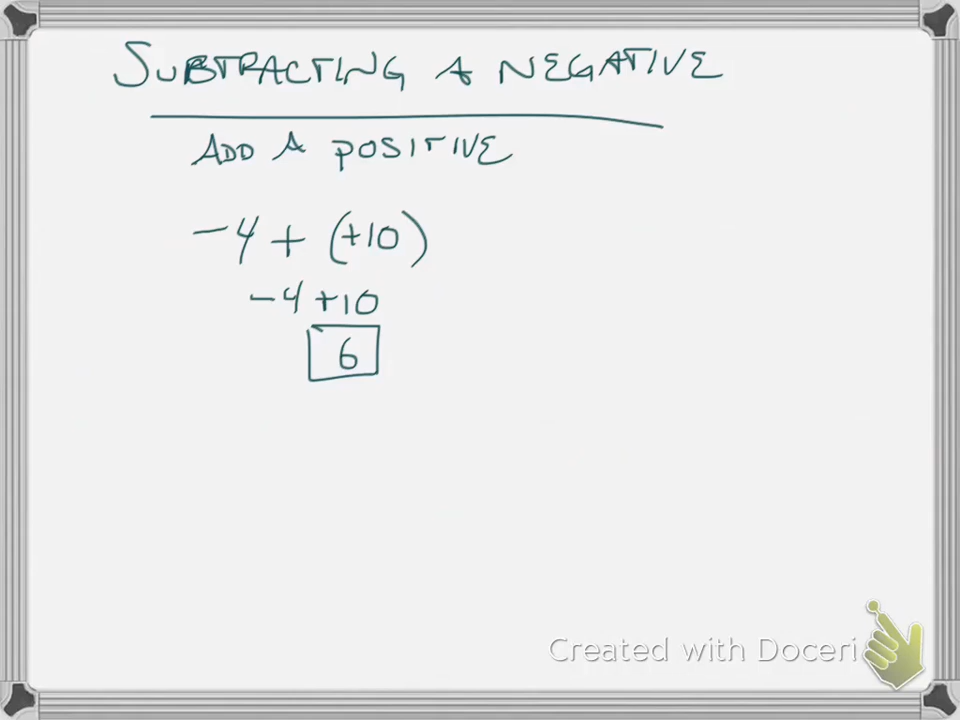 SUBTRACTING A NEGATIVE
ADD A POSITIVE
-4 + (+10)
-4 +10
6
Created with Doceri